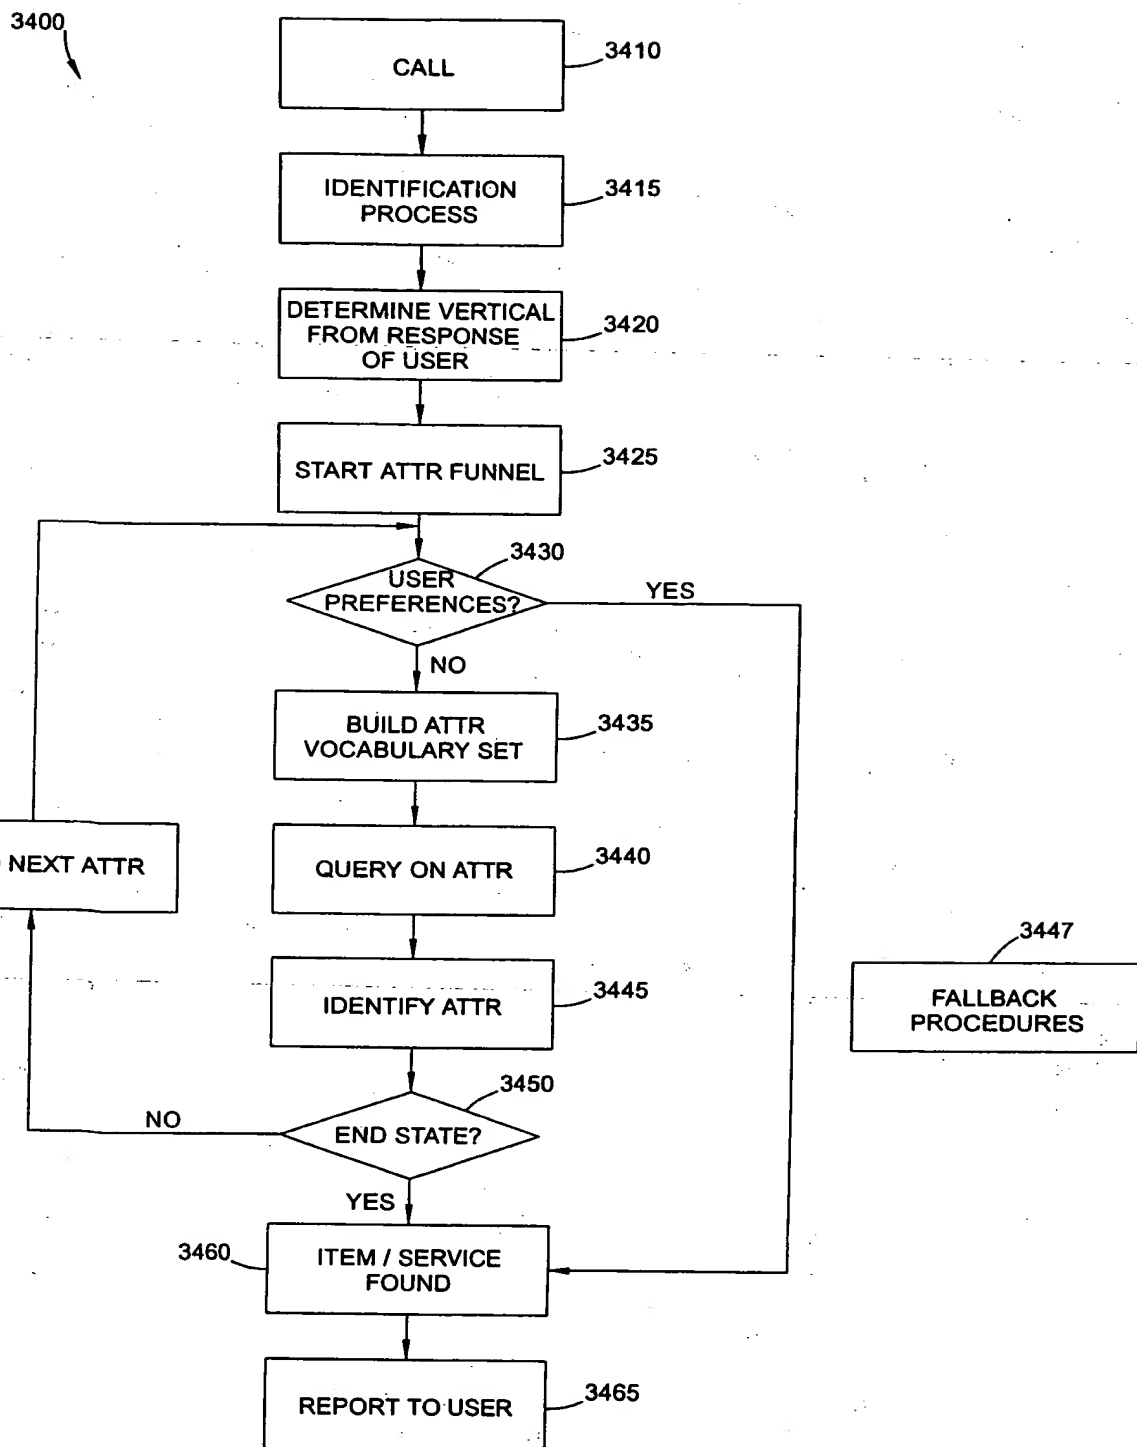 3400
CALL
3410
IDENTIFICATION
PROCESS
3415
DETERMINE VERTICAL
FROM RESPONSE
OF USER
3420
START ATTR FUNNEL
3425
USER
PREFERENCES?
3430
YES
NO
BUILD ATTR
VOCABULARY SET
3435
NEXT ATTR
QUERY ON ATTR
3440
IDENTIFY ATTR
3445
3447
FALLBACK
PROCEDURES
END STATE?
3450
NO
YES
3460
ITEM / SERVICE
FOUND
REPORT TO USER
3465